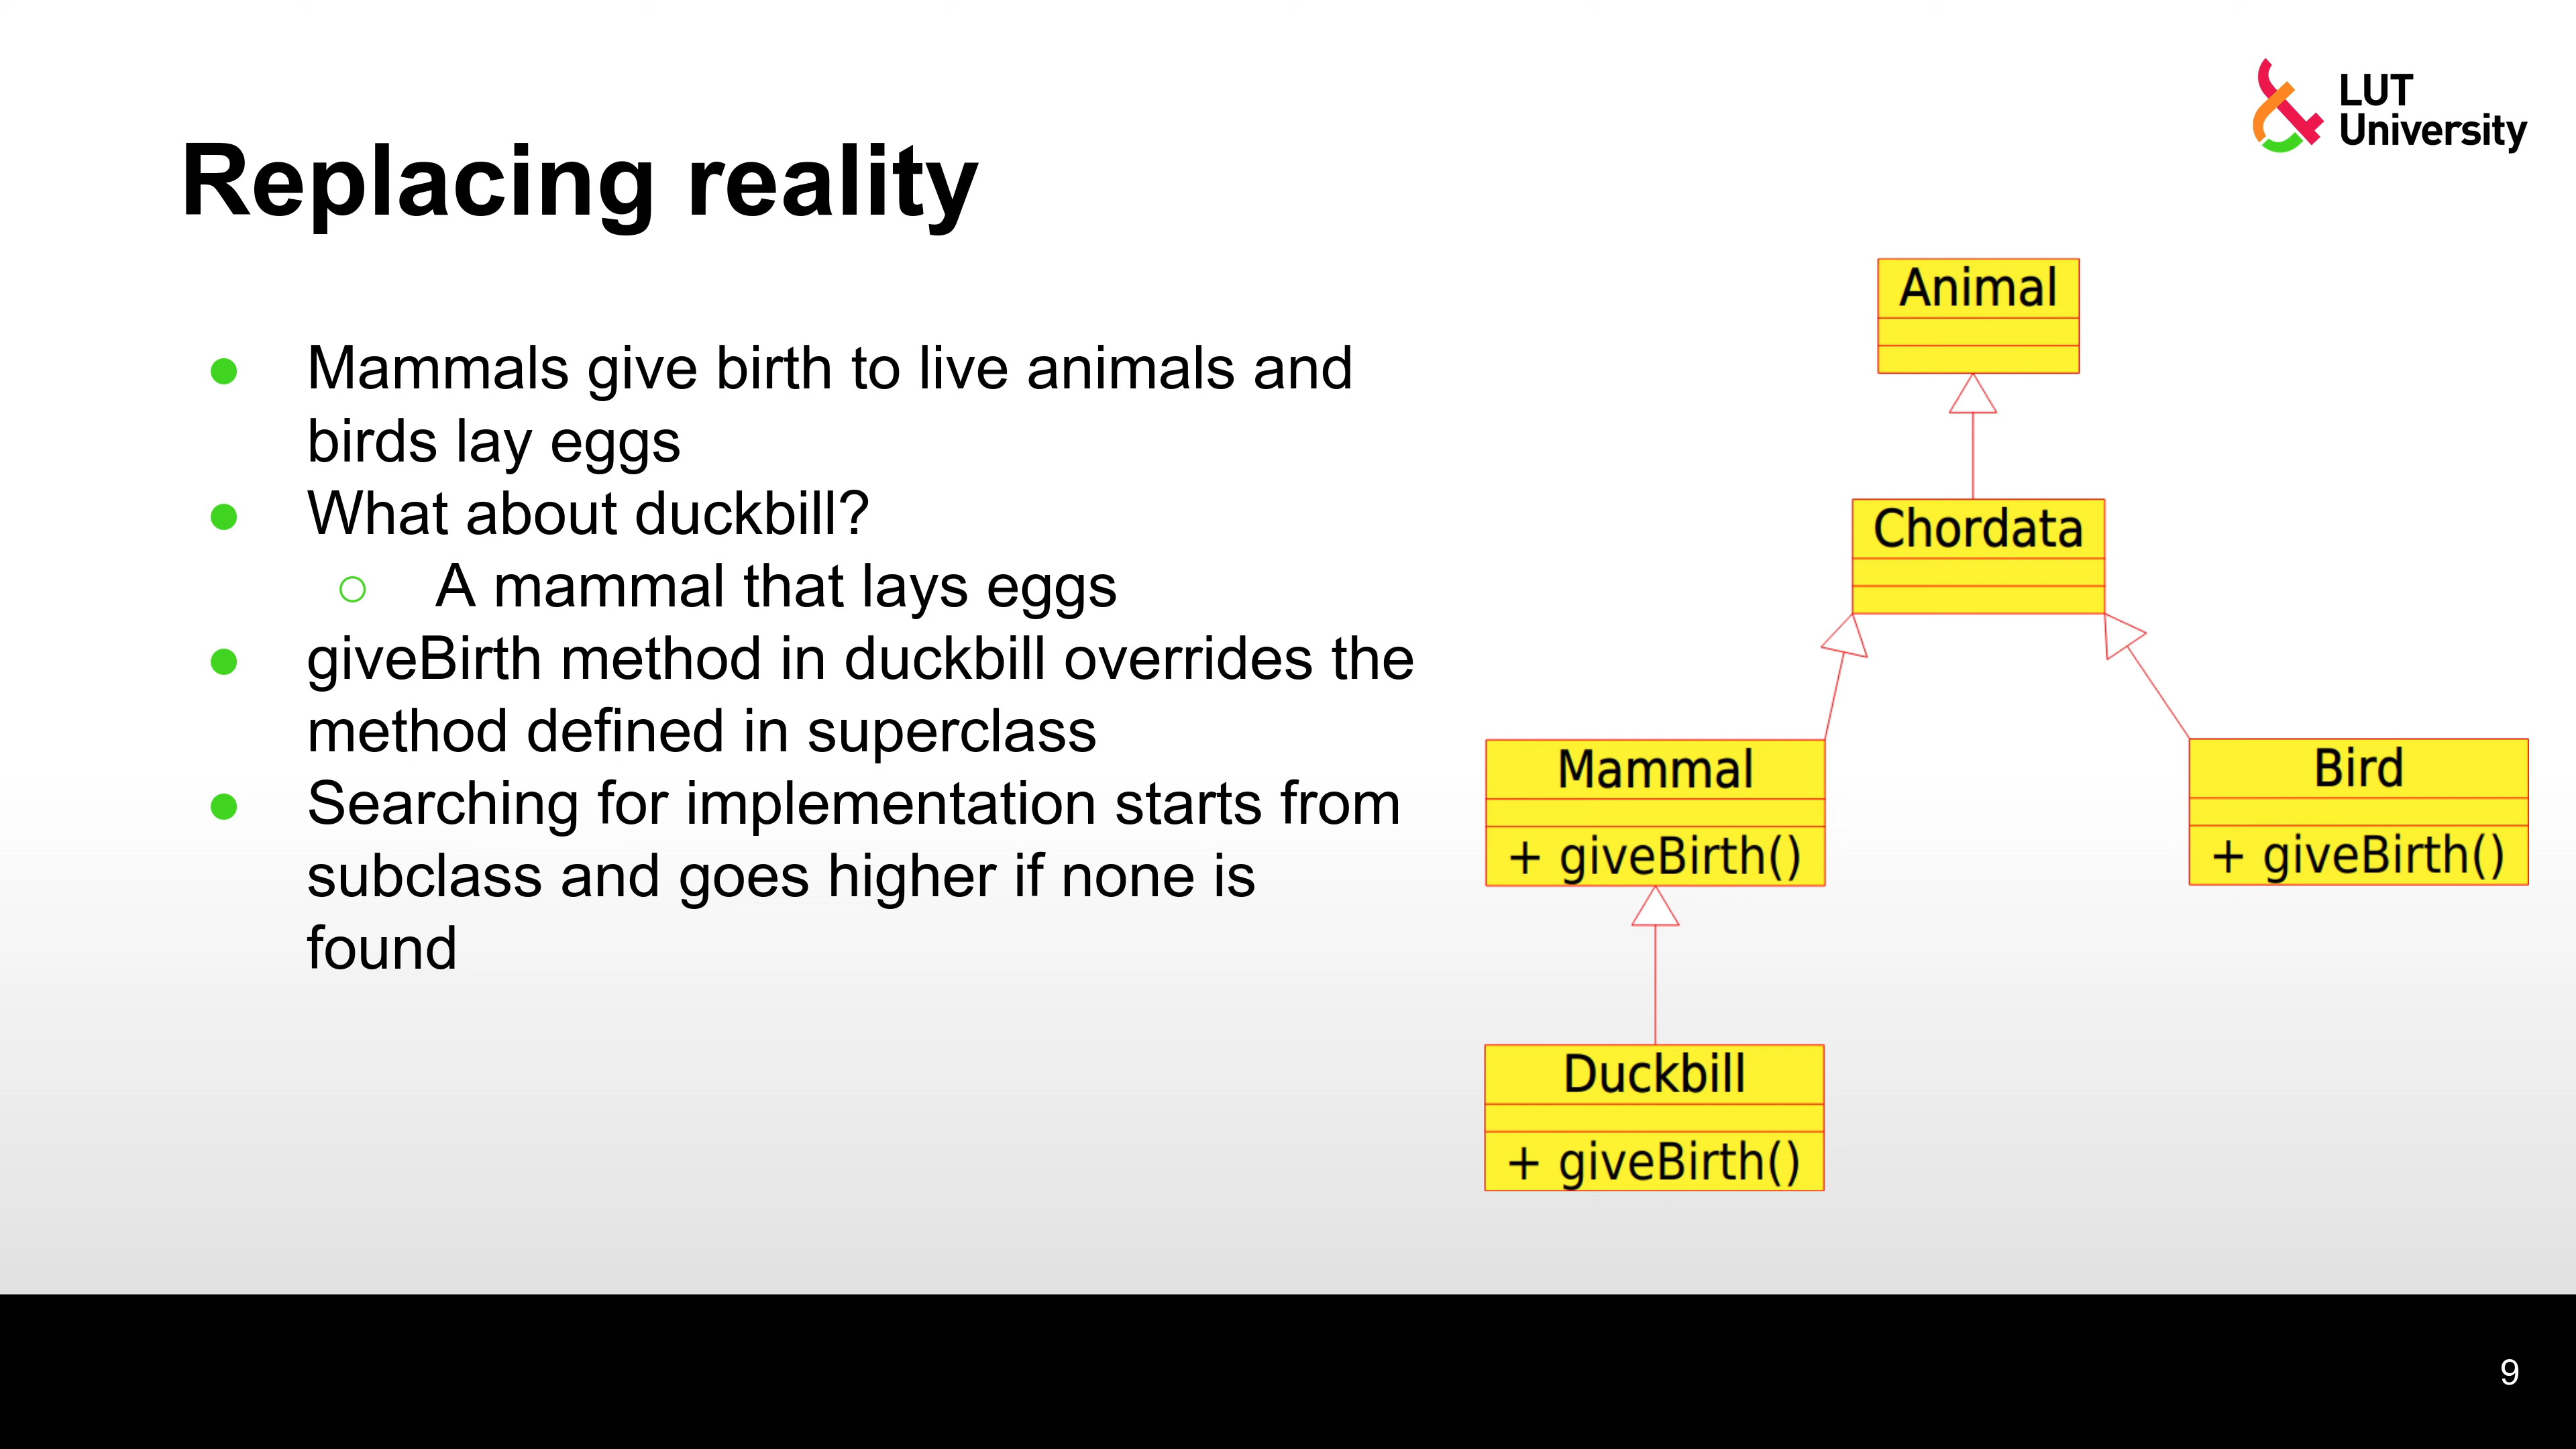 LUT
University
Replacing reality
● Mammals give birth to live animals and
birds lay eggs
● What about duckbill?
○ A mammal that lays eggs
● giveBirth method in duckbill overrides the
method defined in superclass
● Searching for implementation starts from
subclass and goes higher if none is
found
Animal
Chordata
Mammal
+ giveBirth()
Bird
+ giveBirth()
Duckbill
+ giveBirth()
9